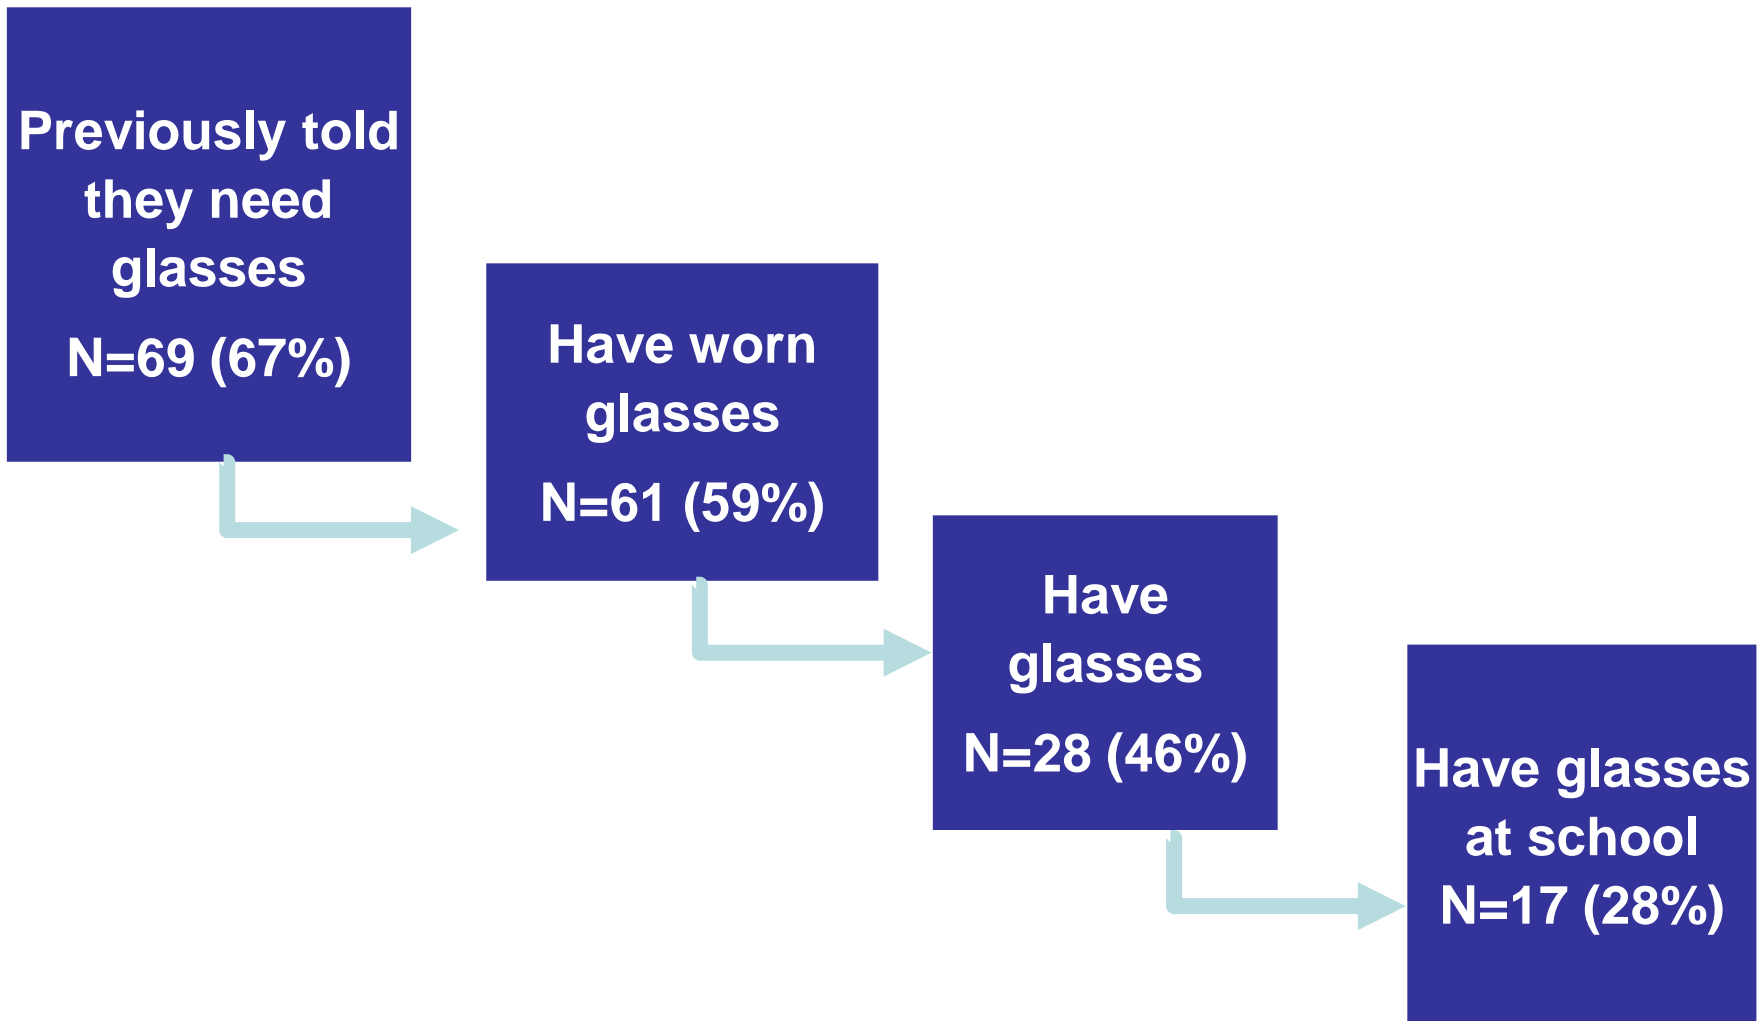 Previously told
they need
glasses
N=69 (67%)
Have worn
glasses
N=61 (59%)
Have
glasses
N=28 (46%)
Have glasses
at school
N=17 (28%)